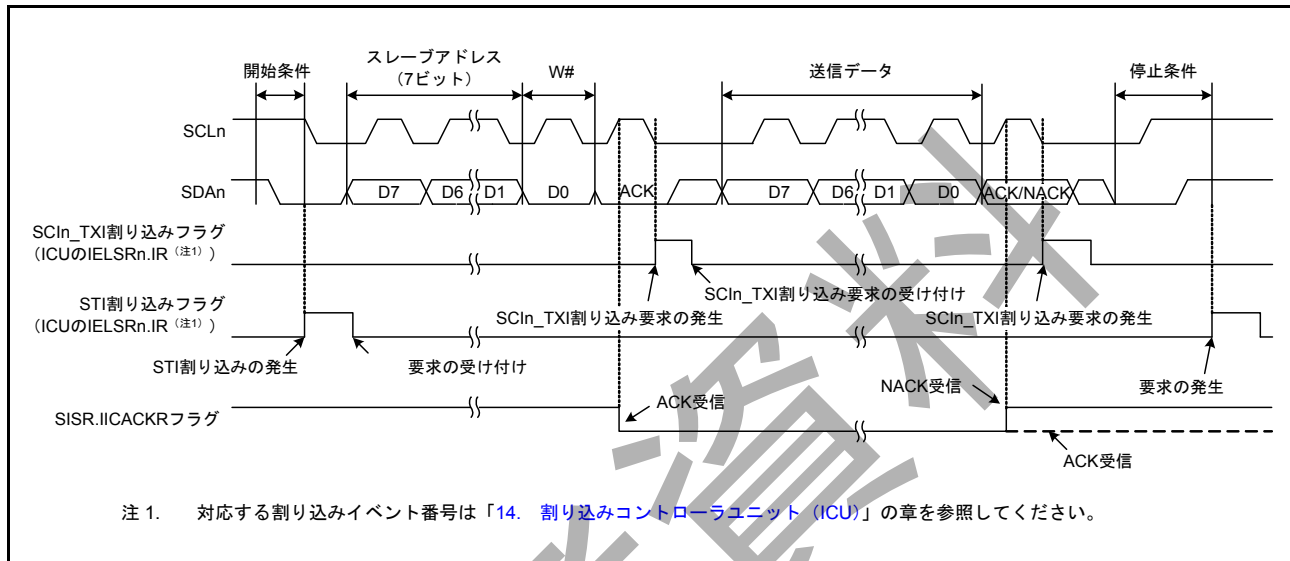 開始条件
スレーブアドレス
（7ビット）
W#
送信データ
停止条件
SCLn
SDAn
D7
D6
D1
D0
ACK
D7
D6
D1
D0
ACK/NACK
SCIn_TXI割り込みフラグ
（ICUのIELSRn.IR（注1））
SCIn_TXI割り込み要求の受け付け
SCIn_TXI割り込み要求の発生
SCIn_TXI割り込み要求の発生
STI割り込みフラグ
（ICUのIELSRn.IR（注1））
STI割り込みの発生
要求の受け付け
NACK受信
要求の発生
SISR.IICACKRフラグ
ACK受信
ACK受信
注 1. 対応する割り込みイベント番号は「14. 割り込みコントローラユニット（ICU）」の章を参照してください。
資料